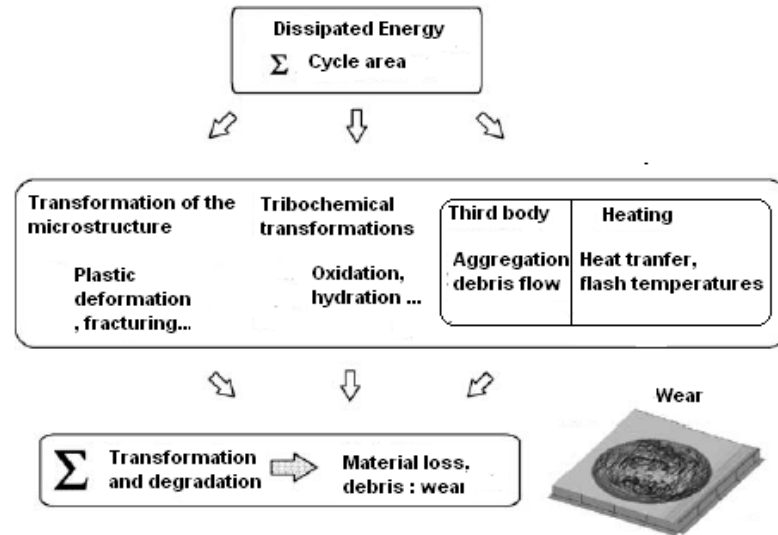 Dissipated Energy
Σ Cycle area
Transformation of the
microstructure
Plastic
deformation
, fracturing...
Tribochemical
transformations
Oxidation,
hydration ...
Third body
Aggregation
debris flow
Heating
Heat tranfer,
flash temperatures
Σ Transformation
and degradation
Material loss,
debris : wear
Wear